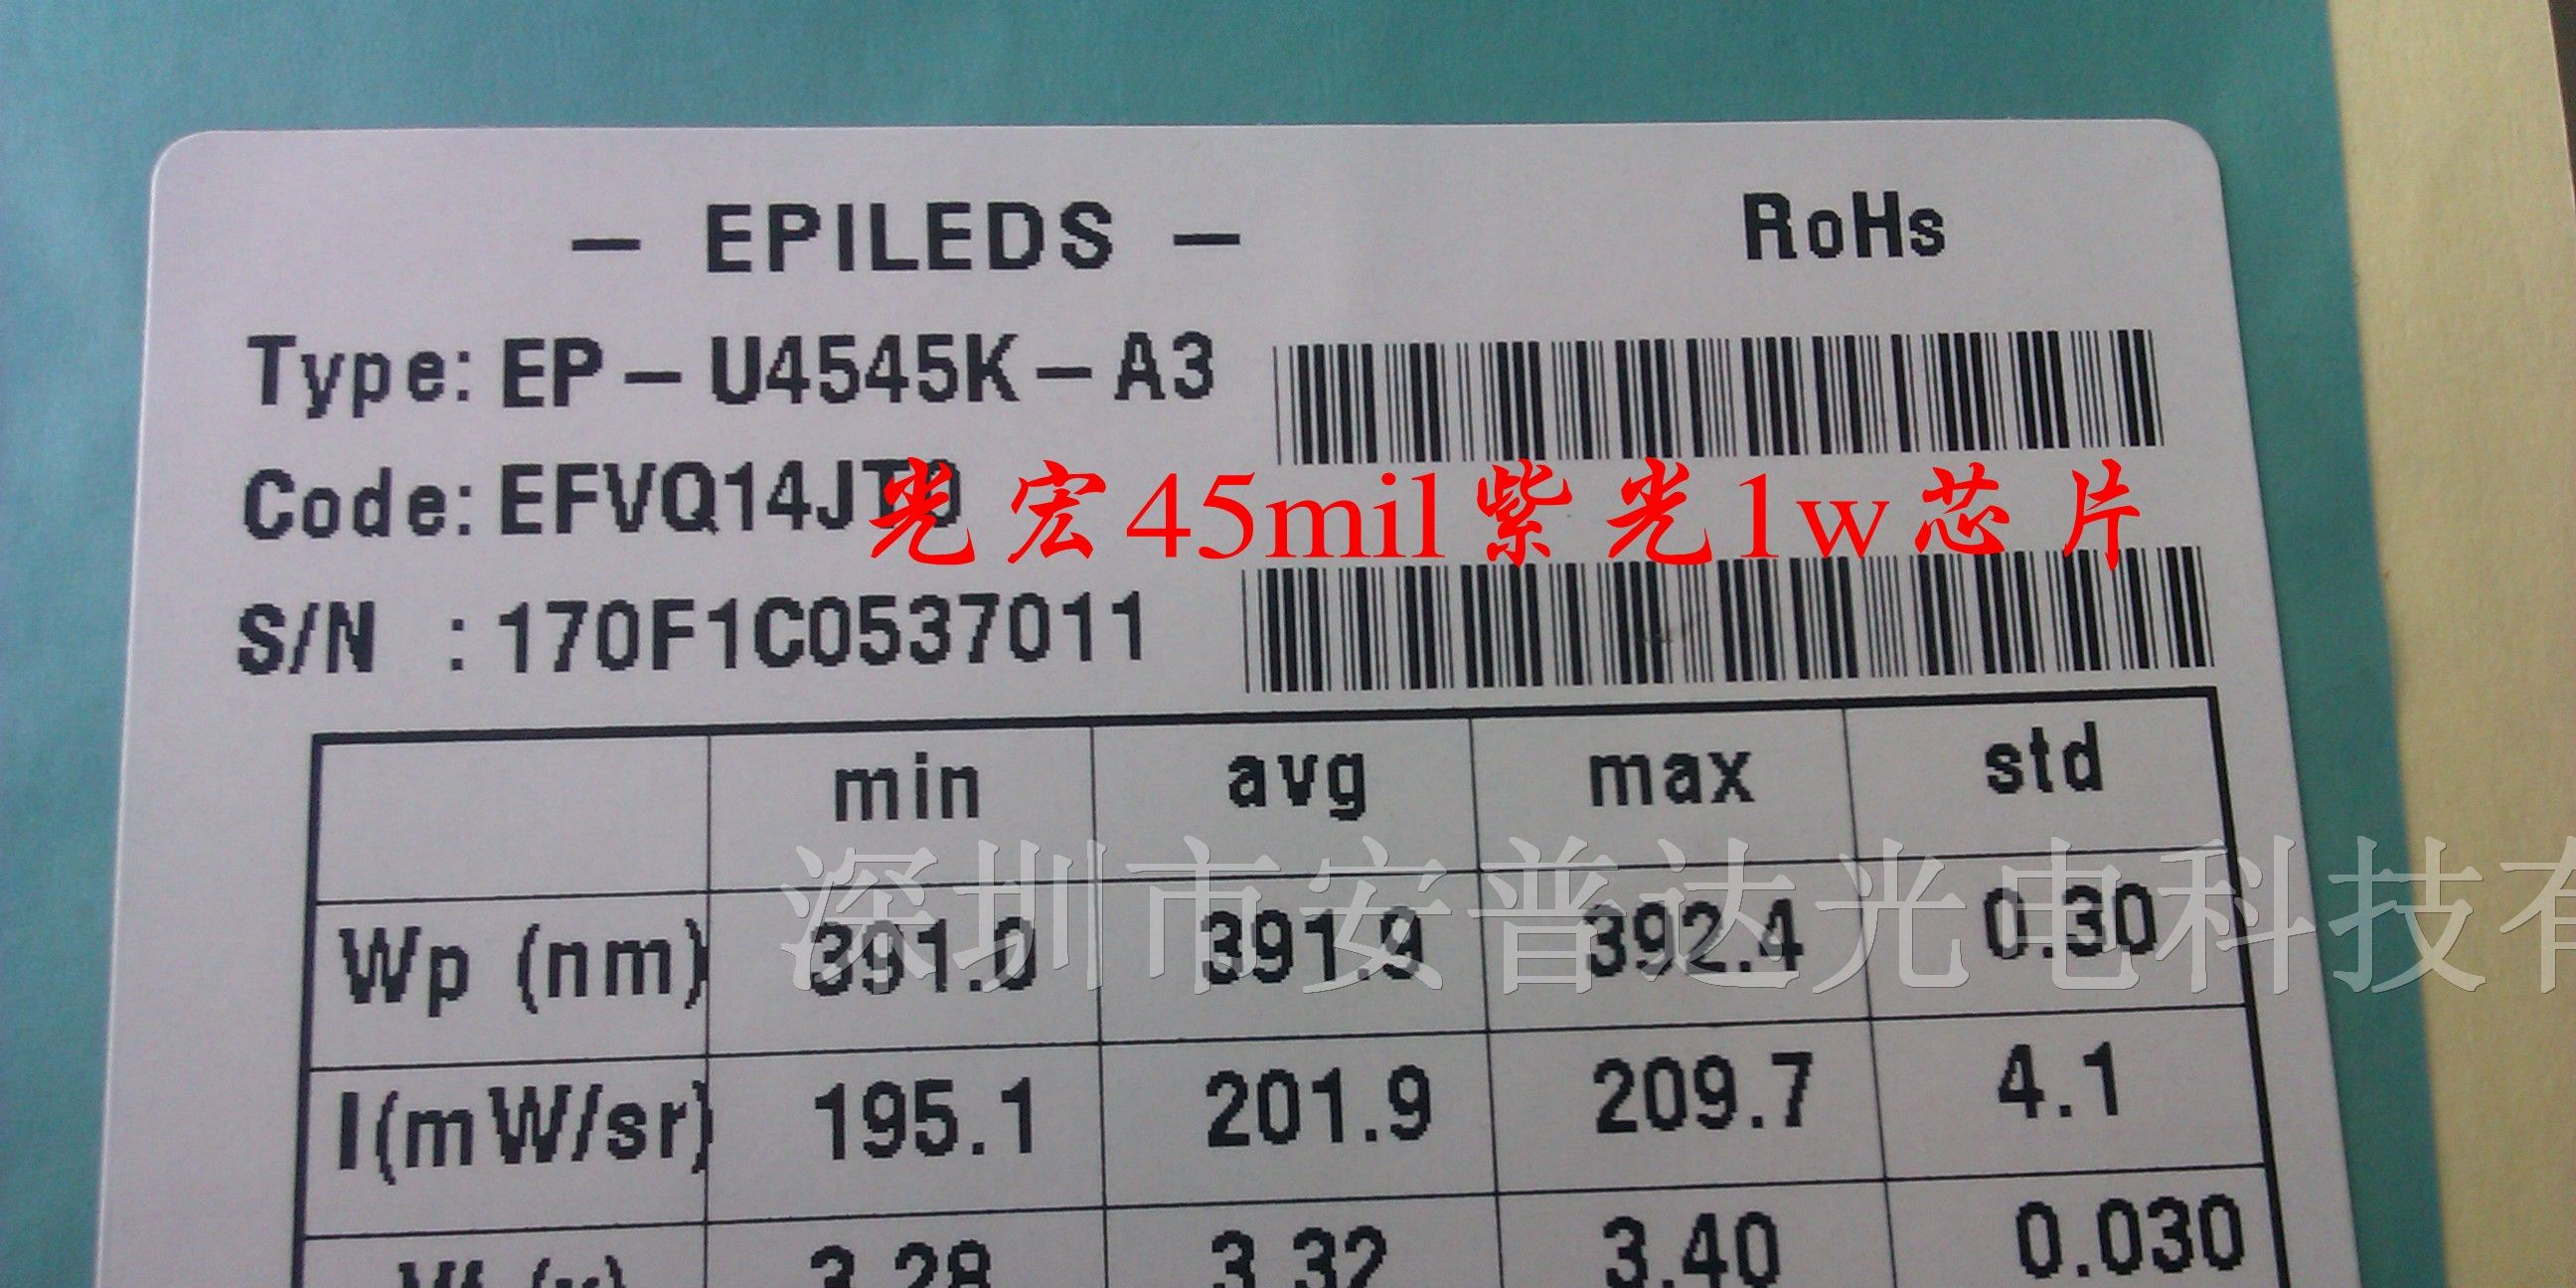 - EPILEDS -
RoHs
Type: EP-U4545K-A3
Code: EFVQ14JT0
光宏45mil紫光1w芯片
S/N : 170F1C0537011
min avg max std
深圳市安普达光电科技有
Wp (nm) 391.0 391.9 392.4 0.30
I(mW/sr) 195.1 201.9 209.7 4.1
Vf (v) 3.28 3.32 3.40 0.030